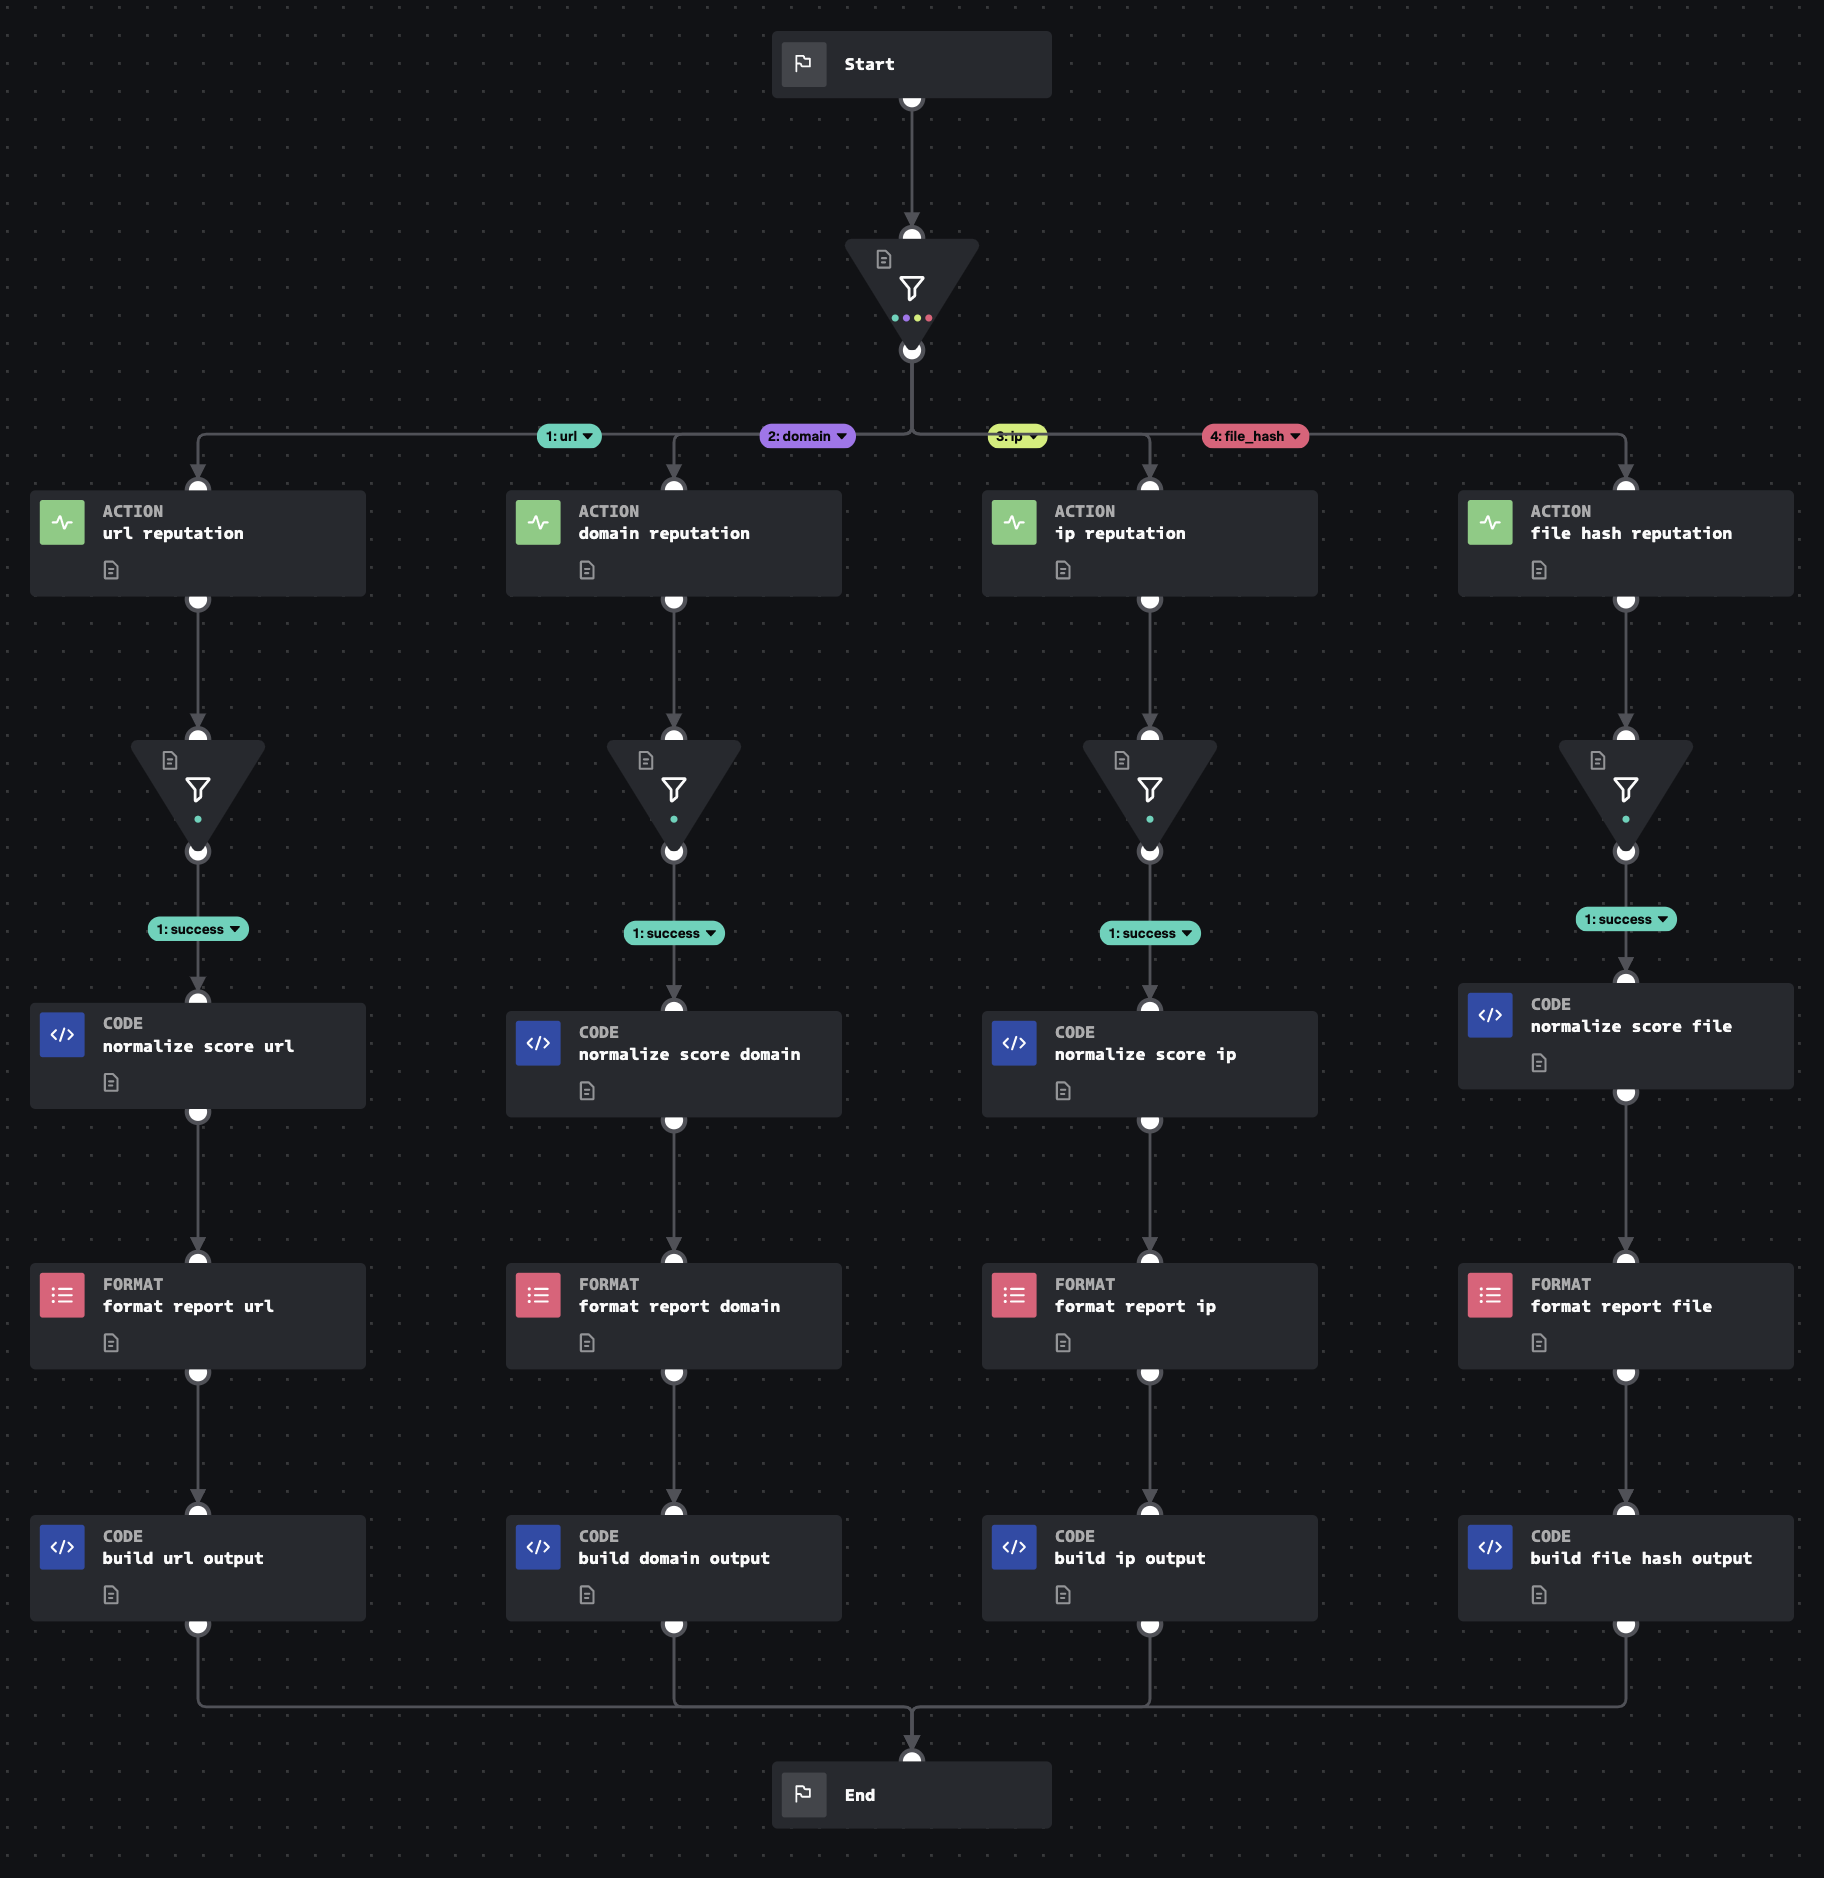 Start
1: url
2: domain
3: ip
4: file_hash
ACTION
url reputation
ACTION
domain reputation
ACTION
ip reputation
ACTION
file hash reputation
1: success
1: success
1: success
1: success
CODE
normalize score url
CODE
normalize score domain
CODE
normalize score ip
CODE
normalize score file
FORMAT
format report url
FORMAT
format report domain
FORMAT
format report ip
FORMAT
format report file
CODE
build url output
CODE
build domain output
CODE
build ip output
CODE
build file hash output
End